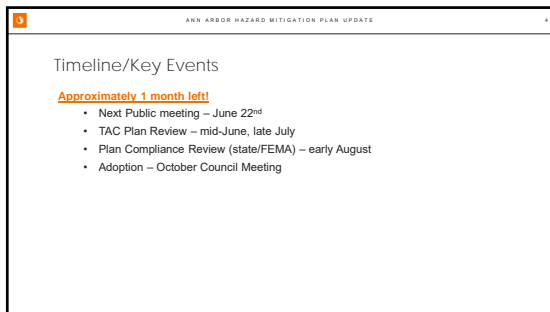 ANN ARBOR HAZARD MITIGATION PLAN UPDATE 4
Timeline/Key Events
Approximately 1 month left!
• Next Public meeting – June 22nd
• TAC Plan Review – mid-June, late July
• Plan Compliance Review (state/FEMA) – early August
• Adoption – October Council Meeting